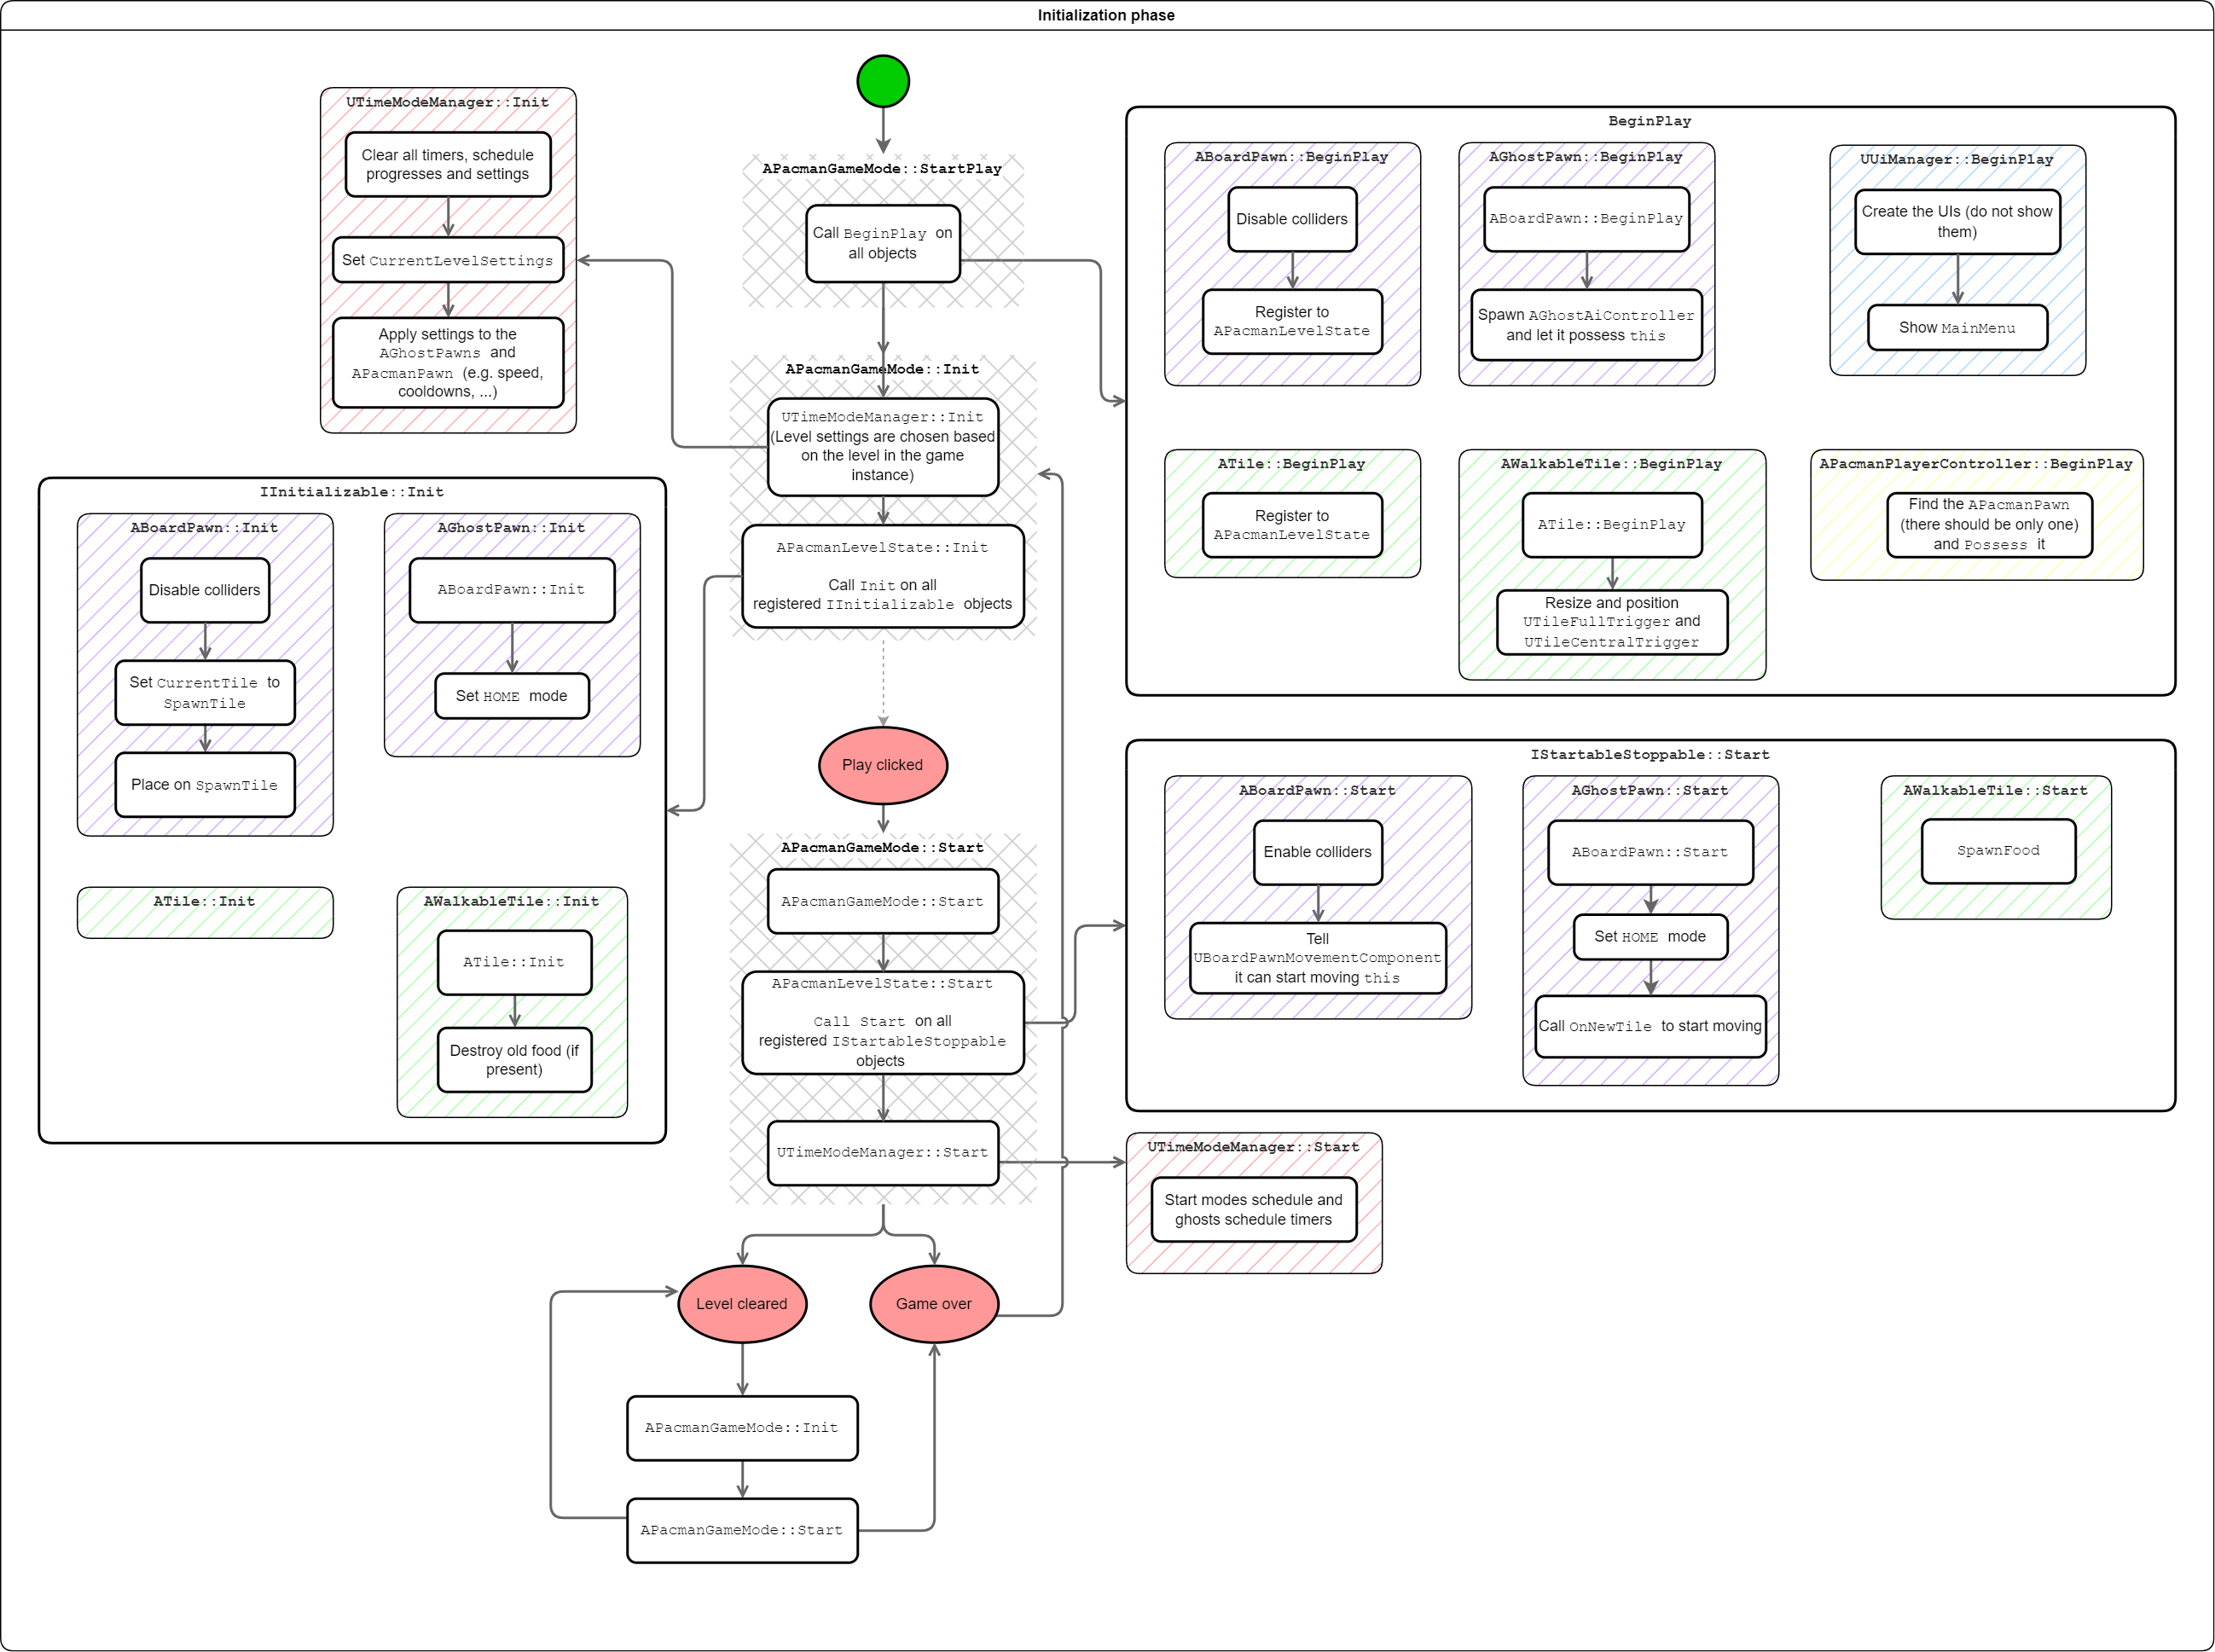 Initialization phase
UTimeModeManager::Init
Clear all timers, schedule
progresses and settings
Set CurrentLevelSettings
Apply settings to the
AGhostPawns and
APacmanPawn (e.g. speed,
cooldowns, ...)
APacmanGameMode::StartPlay
Call BeginPlay on
all objects
APacmanGameMode::Init
UTimeModeManager::Init
(Level settings are chosen based
on the level in the game
instance)
APacmanLevelState::Init
Call Init on all
registered IInitializable objects
Play clicked
APacmanGameMode::Start
APacmanGameMode::Start
APacmanLevelState::Start
Call Start on all
registered IStartableStoppable
objects
UTimeModeManager::Start
Level cleared
Game over
APacmanGameMode::Init
APacmanGameMode::Start
IInitializable::Init
ABoardPawn::Init
Disable colliders
Set CurrentTile to
SpawnTile
Place on SpawnTile
AGhostPawn::Init
ABoardPawn::Init
Set HOME mode
ATile::Init
AWalkableTile::Init
ATile::Init
Destroy old food (if
present)
BeginPlay
ABoardPawn::BeginPlay
Disable colliders
Register to
APacmanLevelState
AGhostPawn::BeginPlay
ABoardPawn::BeginPlay
Spawn AGhostAiController
and let it possess this
UUiManager::BeginPlay
Create the UIs (do not show
them)
Show MainMenu
ATile::BeginPlay
Register to
APacmanLevelState
AWalkableTile::BeginPlay
ATile::BeginPlay
Resize and position
UTileFullTrigger and
UTileCentralTrigger
APacmanPlayerController::BeginPlay
Find the APacmanPawn
(there should be only one)
and Possess it
IStartableStoppable::Start
ABoardPawn::Start
Enable colliders
Tell
UBoardPawnMovementComponent
it can start moving this
AGhostPawn::Start
ABoardPawn::Start
Set HOME mode
Call OnNewTile to start moving
AWalkableTile::Start
SpawnFood
UTimeModeManager::Start
Start modes schedule and
ghosts schedule timers